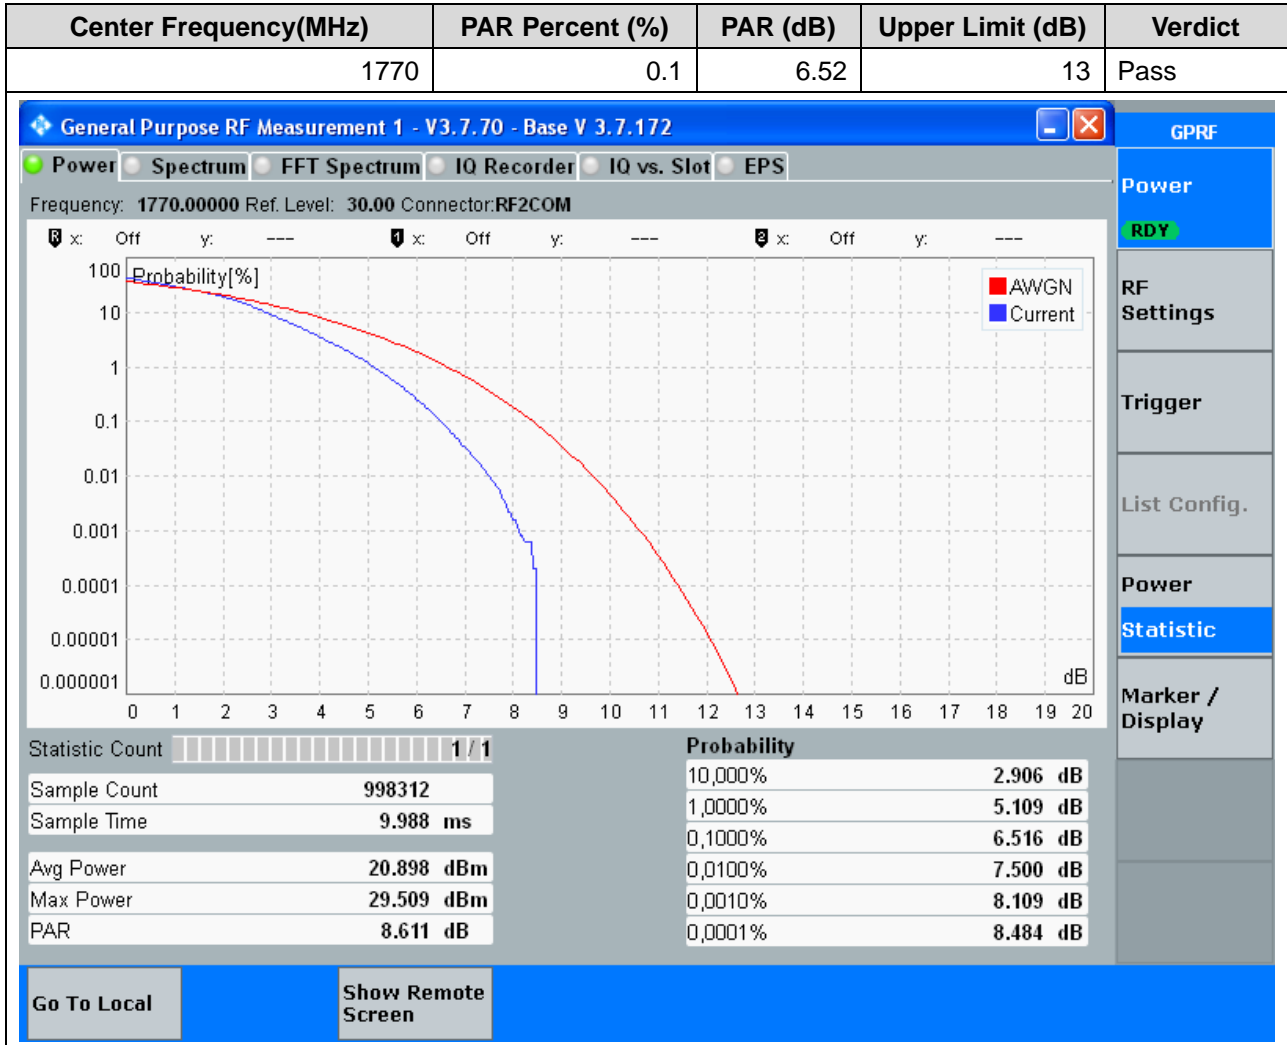 Center Frequency(MHz) PAR Percent (%) PAR (dB) Upper Limit (dB) Verdict
1770 0.1 6.52 13 Pass
General Purpose RF Measurement 1 - V3.7.70 - Base V 3.7.172
GPRF
Power Spectrum FFT Spectrum IQ Recorder IQ vs. Slot EPS
Frequency: 1770.00000 Ref. Level: 30.00 Connector:RF2COM
R x: Off y: --- 1 x: Off y: --- 2 x: Off y: ---
Probability[%]
AWGN
Current
100
10
1
0.1
0.01
0.001
0.0001
0.00001
0.000001
dB
0 1 2 3 4 5 6 7 8 9 10 11 12 13 14 15 16 17 18 19 20
Statistic Count 1 / 1
Sample Count 998312
Sample Time 9.988 ms
Avg Power 20.898 dBm
Max Power 29.509 dBm
PAR 8.611 dB
Probability
10,000% 2.906 dB
1,0000% 5.109 dB
0,1000% 6.516 dB
0,0100% 7.500 dB
0,0010% 8.109 dB
0,0001% 8.484 dB
Power
RDY
RF
Settings
Trigger
List Config.
Power
Statistic
Marker /
Display
Go To Local
Show Remote
Screen